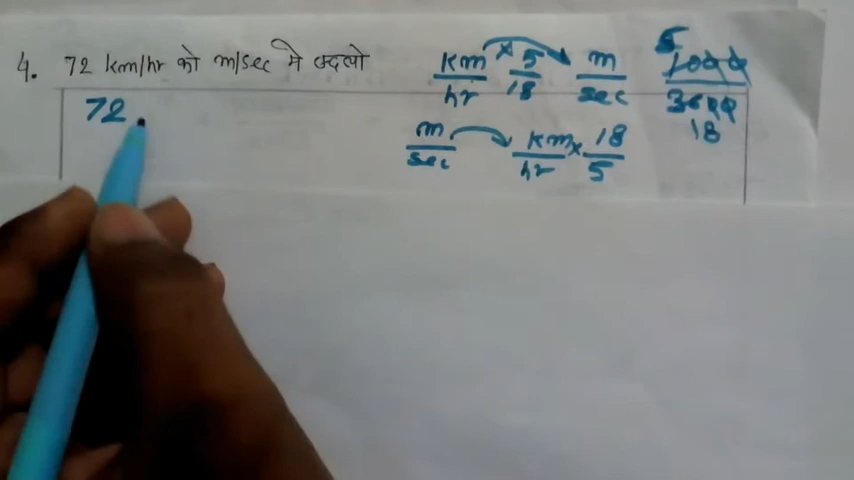 4. 72 km/hr को m/sec मे बदलो
km/hr × 5/18 m/sec 5 1000/3600 18
72
m/sec km/hr × 18/5